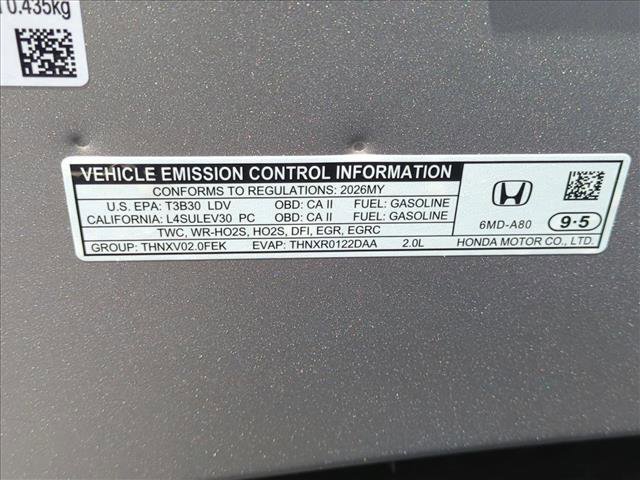 10.435kg
VEHICLE EMISSION CONTROL INFORMATION
CONFORMS TO REGULATIONS: 2026MY
U.S. EPA: T3B30 LDV OBD: CA II FUEL: GASOLINE
CALIFORNIA: L4SULEV30 PC OBD: CA II FUEL: GASOLINE
TWC, WR-HO2S, HO2S, DFI, EGR, EGRC
GROUP: THNXV02.0FEK EVAP: THNXR0122DAA 2.0L
6MD-A80 9·5
HONDA MOTOR CO., LTD.